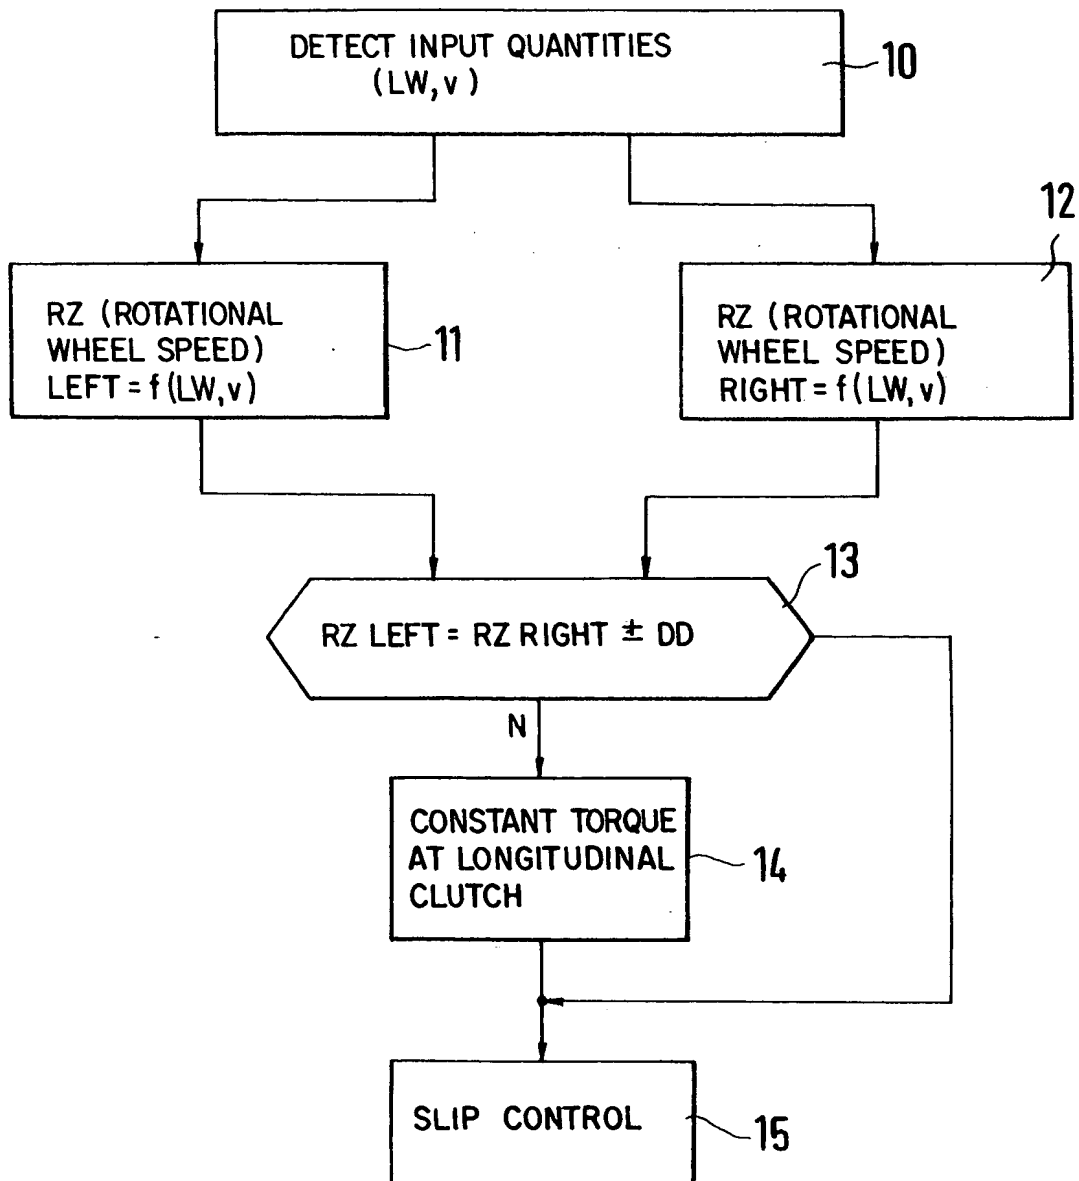 DETECT INPUT QUANTITIES
(LW, v)
10
12
RZ (ROTATIONAL
WHEEL SPEED)
LEFT = f (LW, v)
11
RZ (ROTATIONAL
WHEEL SPEED)
RIGHT = f (LW, v)
13
RZ LEFT = RZ RIGHT ± DD
N
CONSTANT TORQUE
AT LONGITUDINAL
CLUTCH
14
SLIP CONTROL
15